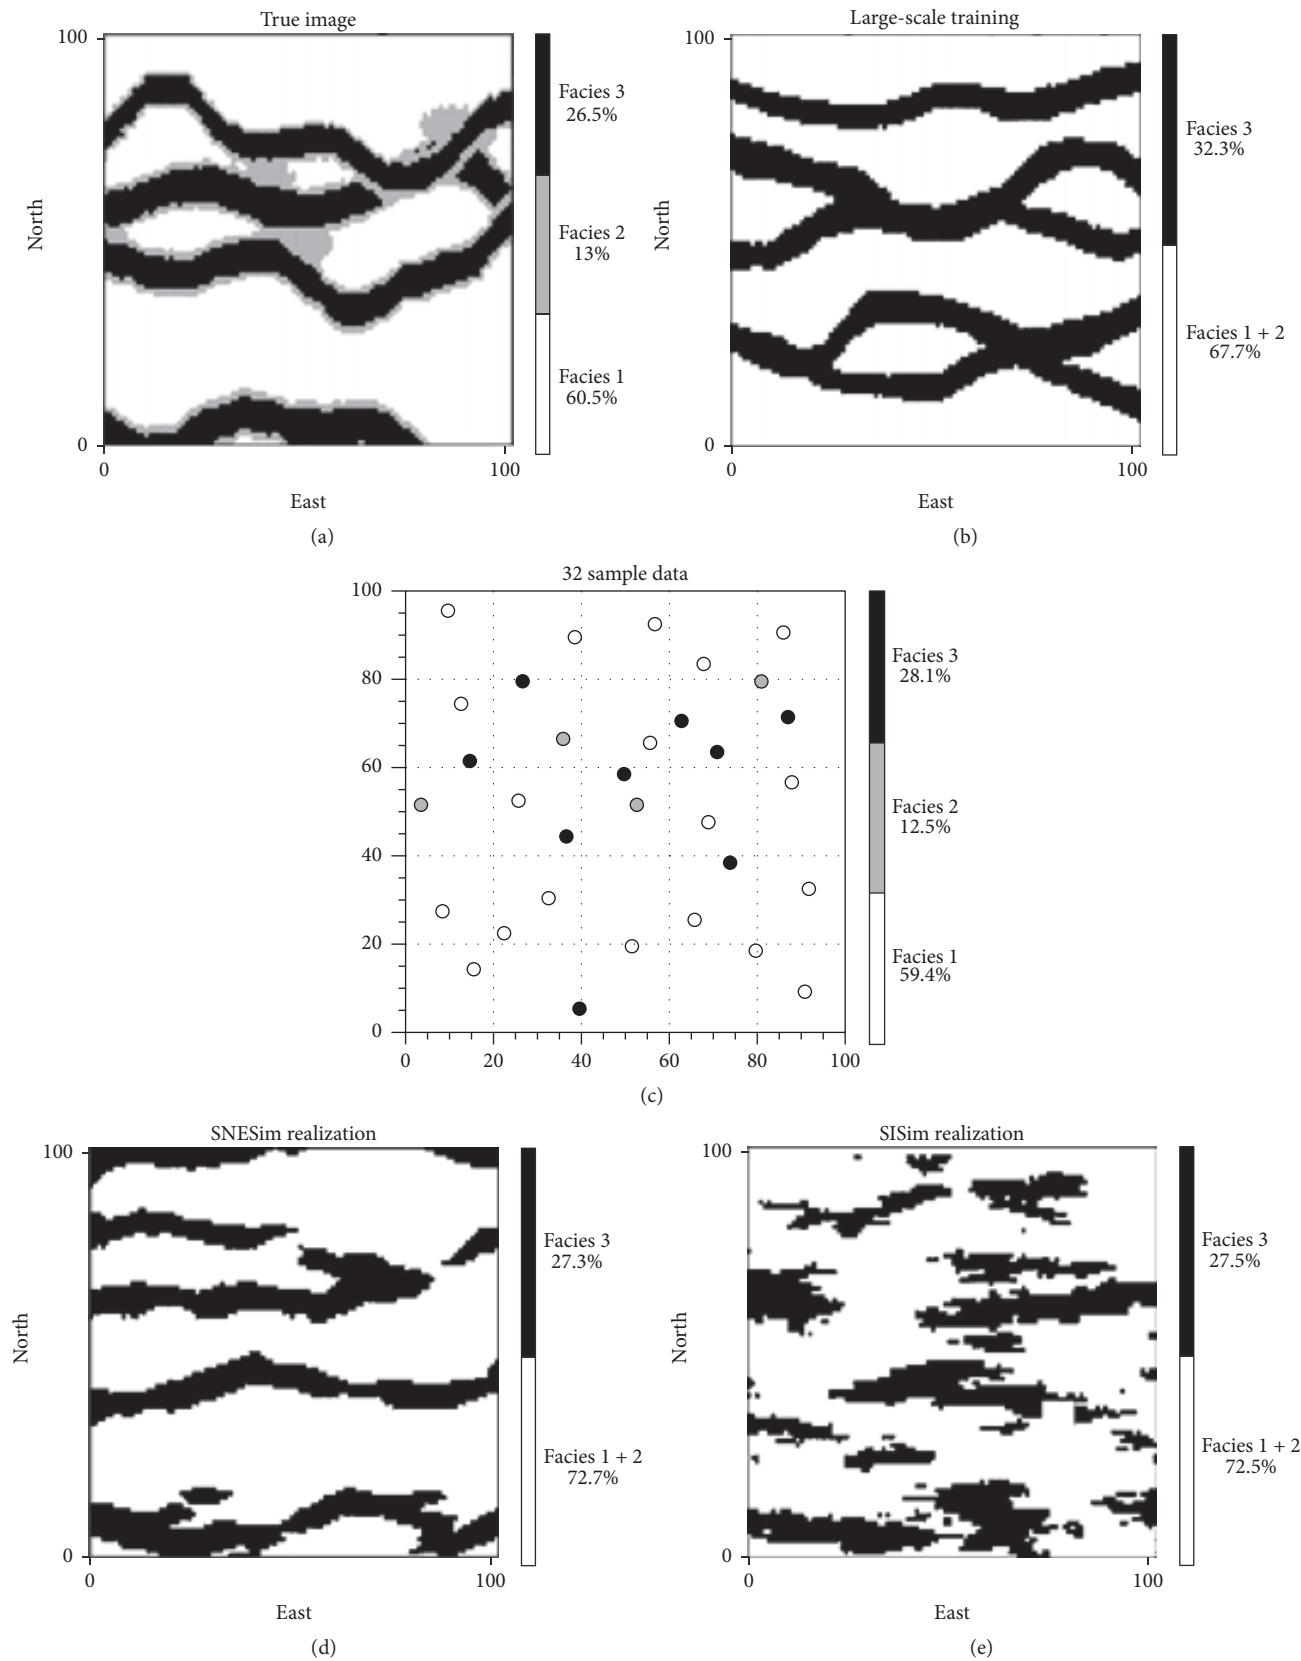 True image
100
North
0
0
100
East
Facies 3
26.5%
Facies 2
13%
Facies 1
60.5%
(a)
Large-scale training
North
0
0
100
East
Facies 3
32.3%
Facies 1 + 2
67.7%
(b)
32 sample data
100
80
60
40
20
0
0
20
40
60
80
100
Facies 3
28.1%
Facies 2
12.5%
Facies 1
59.4%
(c)
SNESim realization
100
North
0
0
100
East
Facies 3
27.3%
Facies 1 + 2
72.7%
(d)
SISim realization
100
North
0
0
100
East
Facies 3
27.5%
Facies 1 + 2
72.5%
(e)